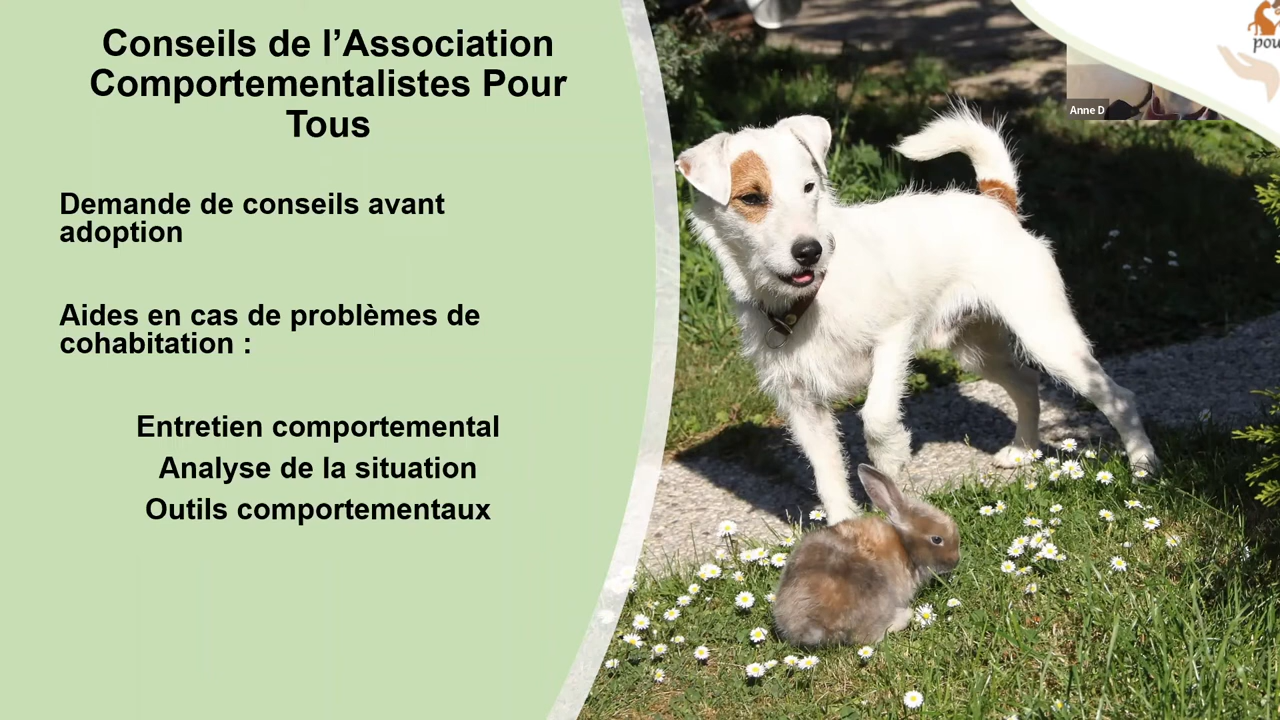 Conseils de l’Association
Comportementalistes Pour
Tous
Demande de conseils avant
adoption
Aides en cas de problèmes de
cohabitation :
Entretien comportemental
Analyse de la situation
Outils comportementaux
Anne D